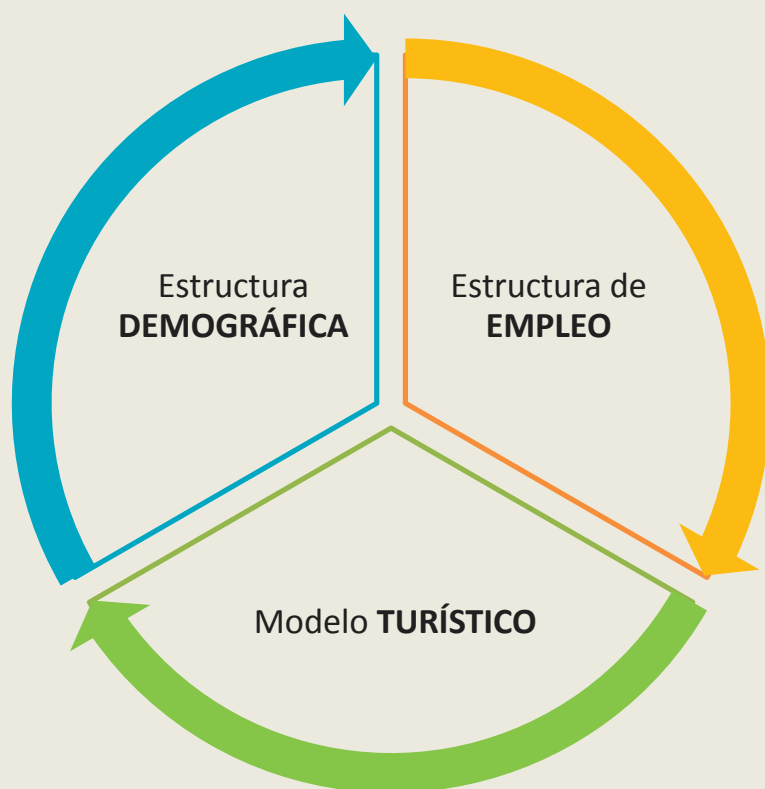 Estructura
DEMOGRÁFICA
Estructura de
EMPLEO
Modelo TURÍSTICO